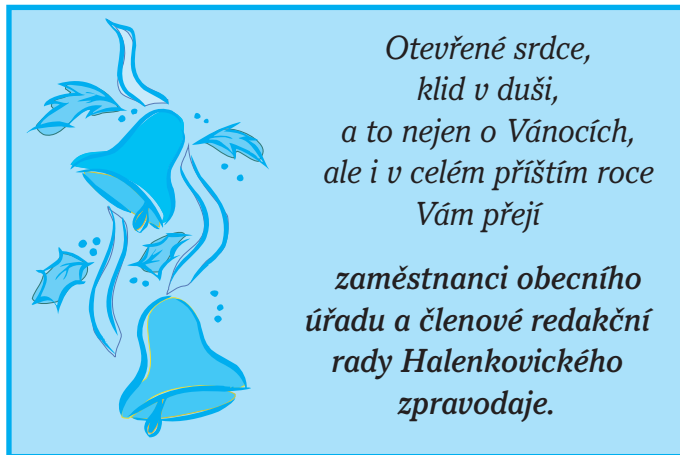 Otevřené srdce,
klid v duši,
a to nejen o Vánocích,
ale i v celém příštím roce
Vám přejí
zaměstnanci obecního
úřadu a členové redakční
rady Halenkovického
zpravodaje.